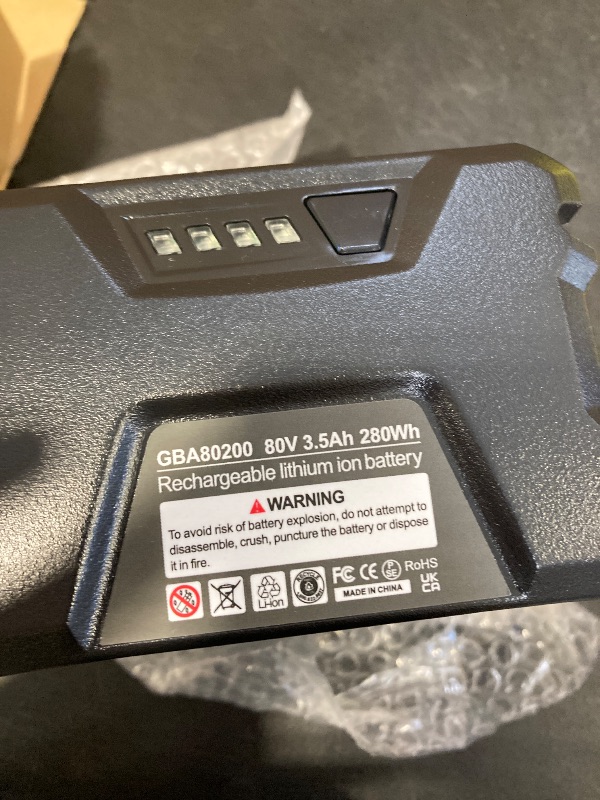 GBA80200 80V 3.5Ah 280Wh
Rechargeable lithium ion battery
WARNING
To avoid risk of battery explosion, do not attempt to
disassemble, crush, puncture the battery or dispose
it in fire.
Li-ion
FC CE PSE RoHS
MADE IN CHINA
UKCA